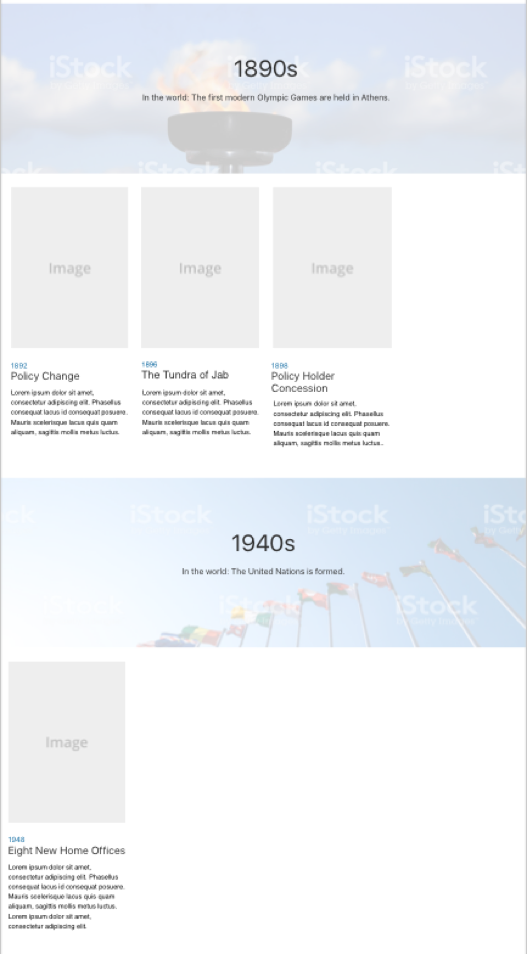 iStock
iStock
1890s
In the world: The first modern Olympic Games are held in Athens.
iStock
iStock
iStock
Image
Image
Image
1892
Policy Change
Lorem ipsum dolor sit amet,
consectetur adipiscing elit. Phasellus
consequat lacus id consequat posuere.
Mauris scelerisque lacus quis quam
aliquam, sagittis mollis metus luctus.
1896
The Tundra of Jab
Lorem ipsum dolor sit amet,
consectetur adipiscing elit. Phasellus
consequat lacus id consequat posuere.
Mauris scelerisque lacus quis quam
aliquam, sagittis mollis metus luctus.
1898
Policy Holder
Concession
Lorem ipsum dolor sit amet,
consectetur adipiscing elit. Phasellus
consequat lacus id consequat posuere.
Mauris scelerisque lacus quis quam
aliquam, sagittis mollis metus luctus..
iStock
iStock
by Getty Images
1940s
In the world: The United Nations is formed.
iStock
iStock
by Getty Images
Image
1948
Eight New Home Offices
Lorem ipsum dolor sit amet,
consectetur adipiscing elit. Phasellus
consequat lacus id consequat posuere.
Mauris scelerisque lacus quis quam
aliquam, sagittis mollis metus luctus.
Lorem ipsum dolor sit amet,
consectetur adipiscing elit.